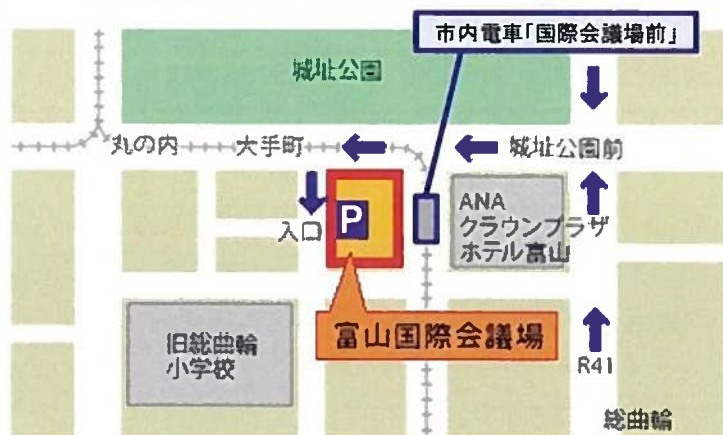 市内電車「国際会議場前」
城址公園
丸の内
大手町
城址公園前
入口
P
ANA
クラウンプラザ
ホテル富山
富山国際会議場
旧総曲輪
小学校
R41
総曲輪